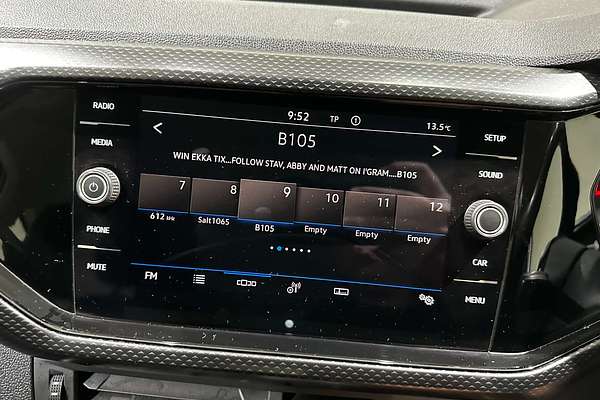 RADIO
MEDIA
PHONE
MUTE
9:52 TP 13.5°C
B105
WIN EKKA TIX...FOLLOW STAV, ABBY AND MATT ON I'GRAM....B105
7 8 9 10 11 12
612 kHz Salt1065 B105 Empty Empty Empty
FM
SETUP
SOUND
CAR
MENU